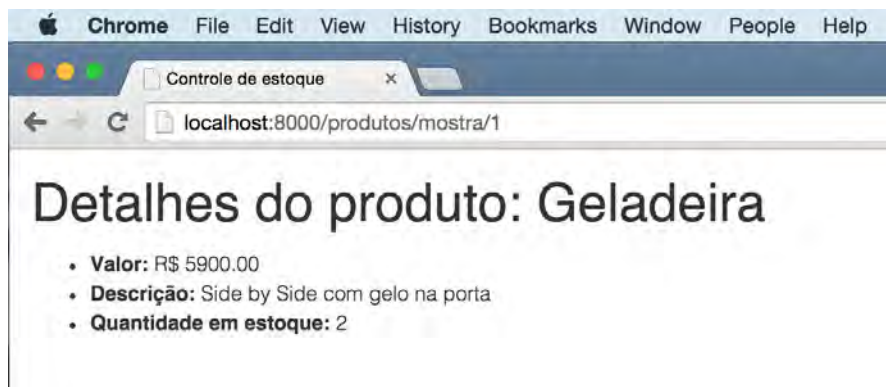 Chrome File Edit View History Bookmarks Window People Help
Controle de estoque
localhost:8000/produtos/mostra/1
Detalhes do produto: Geladeira
• Valor: R$ 5900.00
• Descrição: Side by Side com gelo na porta
• Quantidade em estoque: 2